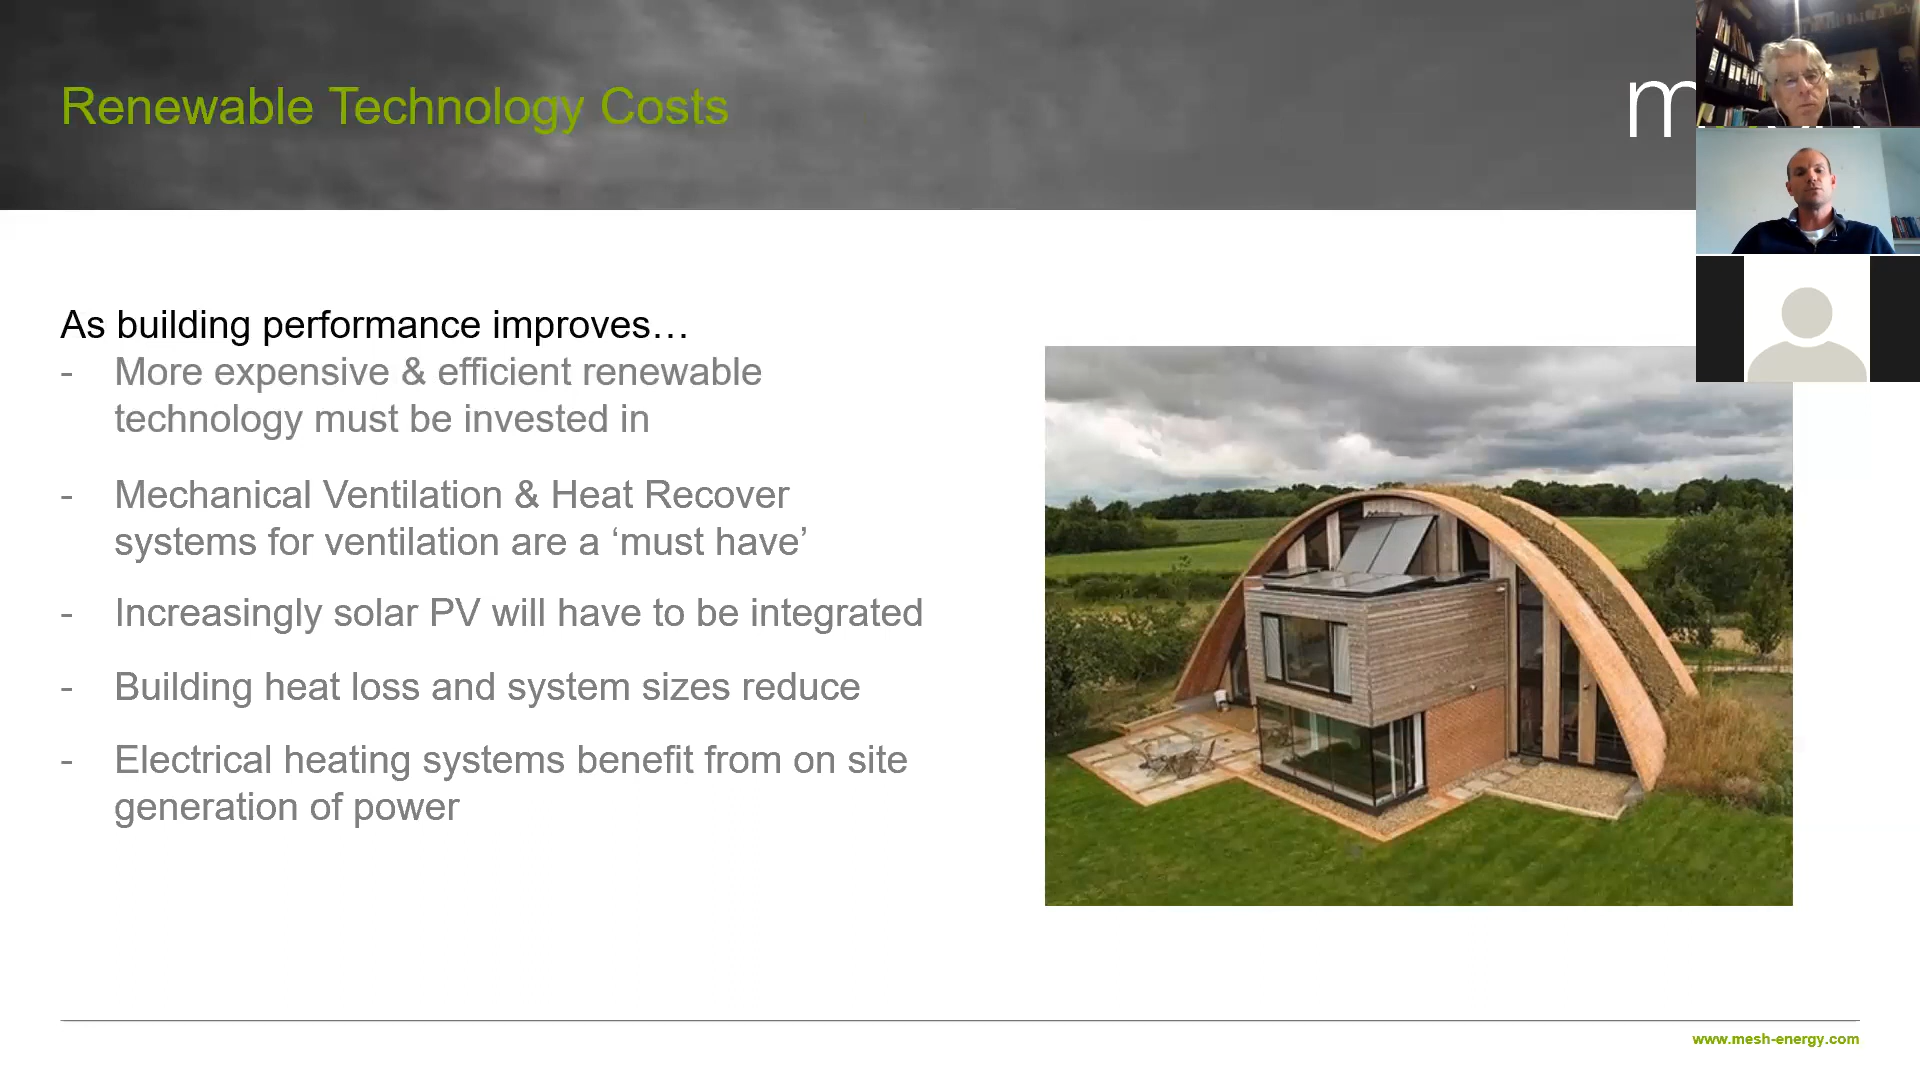 Renewable Technology Costs
As building performance improves…
- More expensive & efficient renewable
technology must be invested in
- Mechanical Ventilation & Heat Recover
systems for ventilation are a ‘must have’
- Increasingly solar PV will have to be integrated
- Building heat loss and system sizes reduce
- Electrical heating systems benefit from on site
generation of power
www.mesh-energy.com